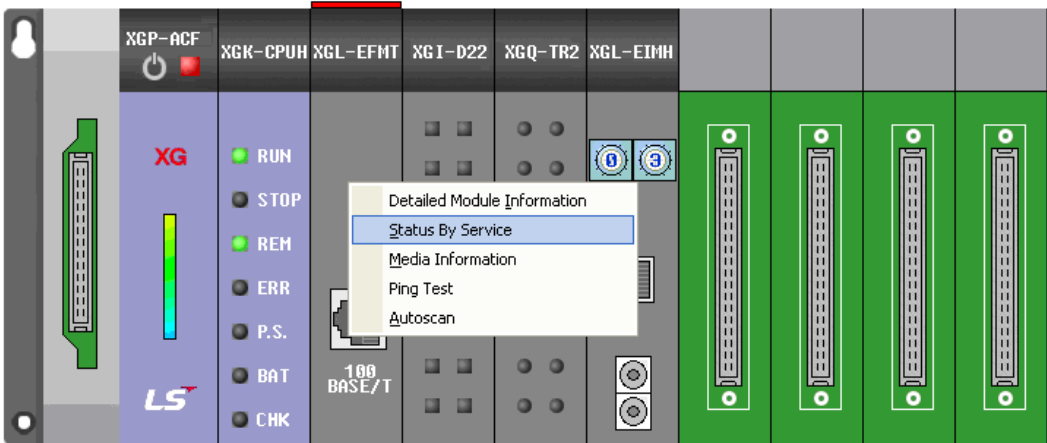 XGP-ACF
XGK-CPUH
XGL-EFMT
XGI-D22
XGQ-TR2
XGL-EIMH
XG
RUN
STOP
REM
ERR
P.S.
BAT
CHK
LS
0
3
Detailed Module Information
Status By Service
Media Information
Ping Test
Autoscan
100
BASE/T